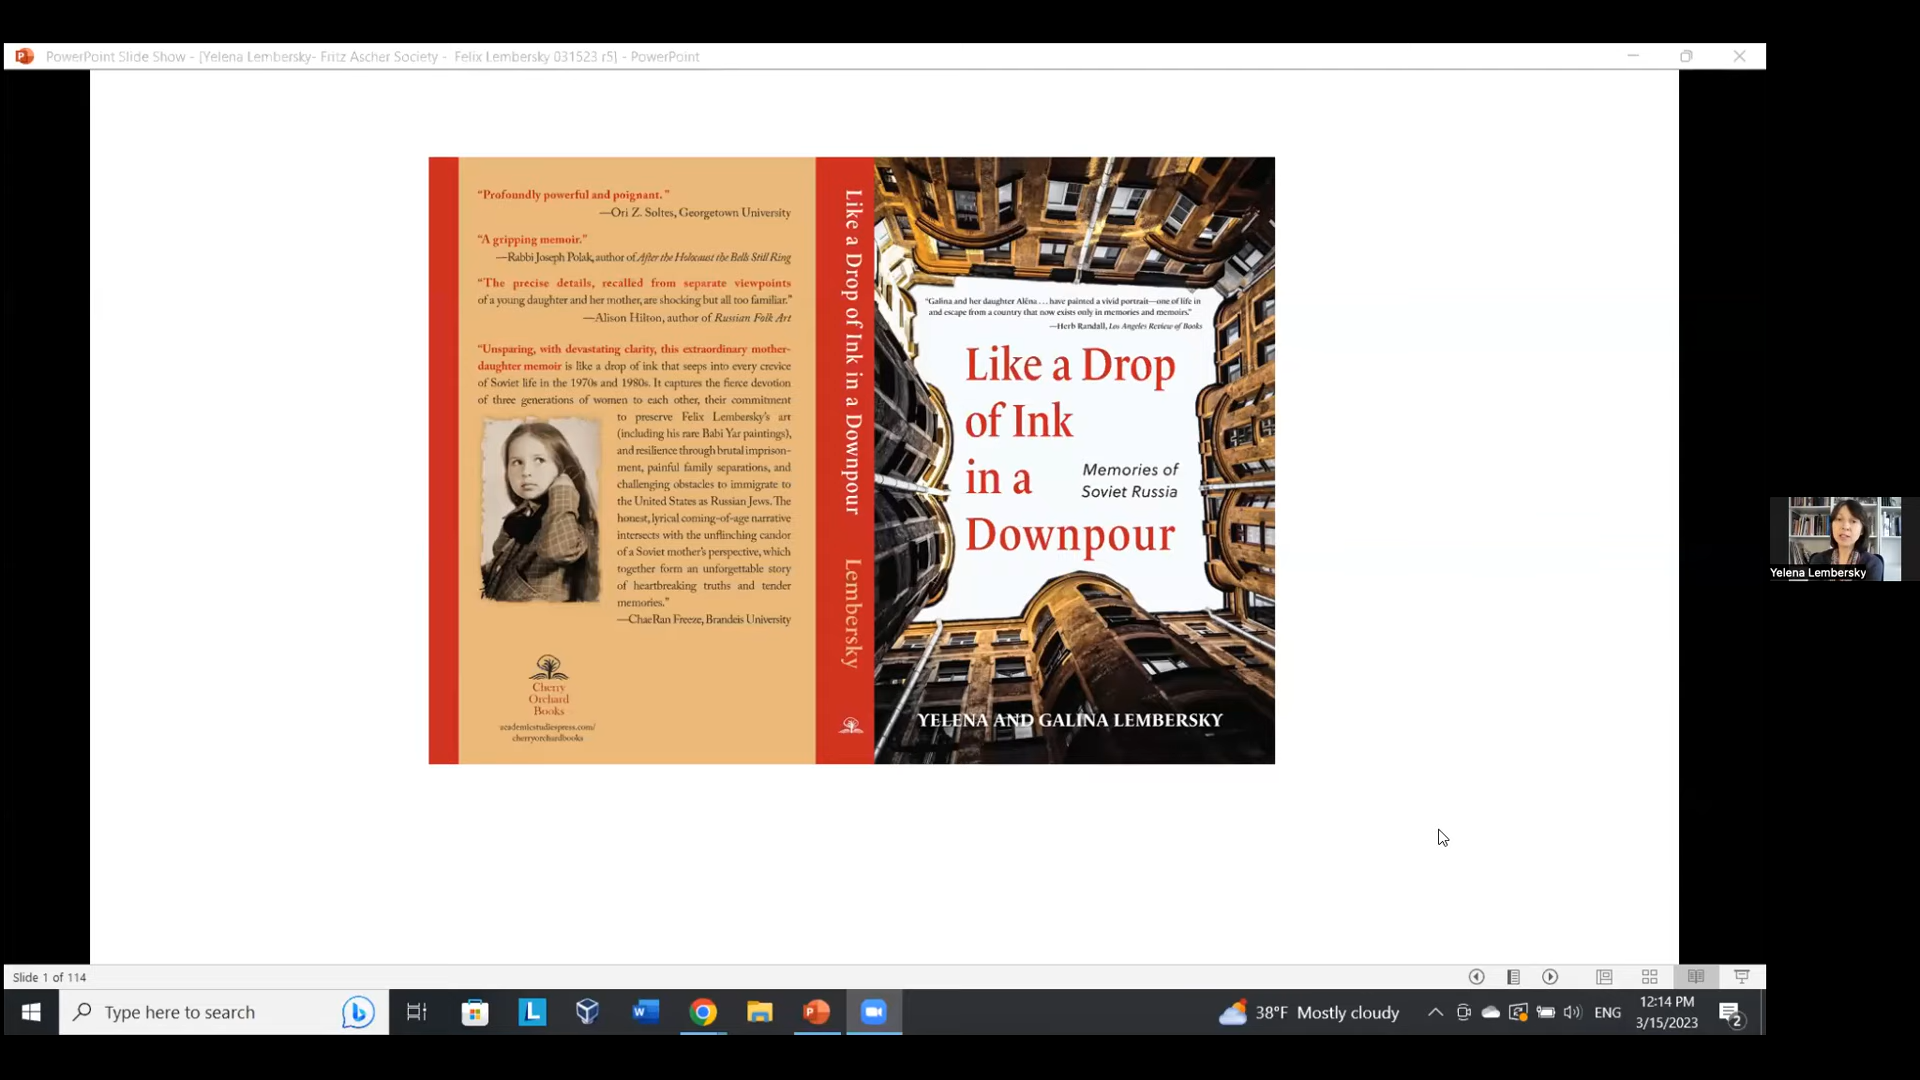 PowerPoint Slide Show - [Yelena Lembersky- Fritz Ascher Society - Felix Lembersky 031523 r5] - PowerPoint
“Profoundly powerful and poignant.”
—Ori Z. Soltes, Georgetown University
“A gripping memoir.”
—Rabbi Joseph Polak, author of After the Holocaust the Bells Still Ring
“The precise details, recalled from separate viewpoints
of a young daughter and her mother, are shocking but all too familiar.”
—Alison Hilton, author of Russian Folk Art
“Unsparing, with devastating clarity, this extraordinary mother-
daughter memoir is like a drop of ink that seeps into every crevice
of Soviet life in the 1970s and 1980s. It captures the fierce devotion
of three generations of women to each other, their commitment
to preserve Felix Lembersky’s art
(including his rare Babi Yar paintings),
and resilience through brutal imprison-
ment, painful family separations, and
challenging obstacles to immigrate to
the United States as Russian Jews. The
honest, lyrical coming-of-age narrative
intersects with the unflinching candor
of a Soviet mother’s perspective, which
together form an unforgettable story
of heartbreaking truths and tender
memories.”
—ChaeRan Freeze, Brandeis University
Cherry
Orchard
Books
academicstudiespress.com/
cherryorchardbooks
Like a Drop of Ink in a Downpour
Lembersky
“Galina and her daughter Alëna . . . have painted a vivid portrait—one of life in
and escape from a country that now exists only in memories and memoirs.”
—Herb Randall, Los Angeles Review of Books
Like a Drop
of Ink
in a
Downpour
Memories of
Soviet Russia
YELENA AND GALINA LEMBERSKY
Yelena Lembersky
Slide 1 of 114
Type here to search
38°F Mostly cloudy
ENG
12:14 PM
3/15/2023
2